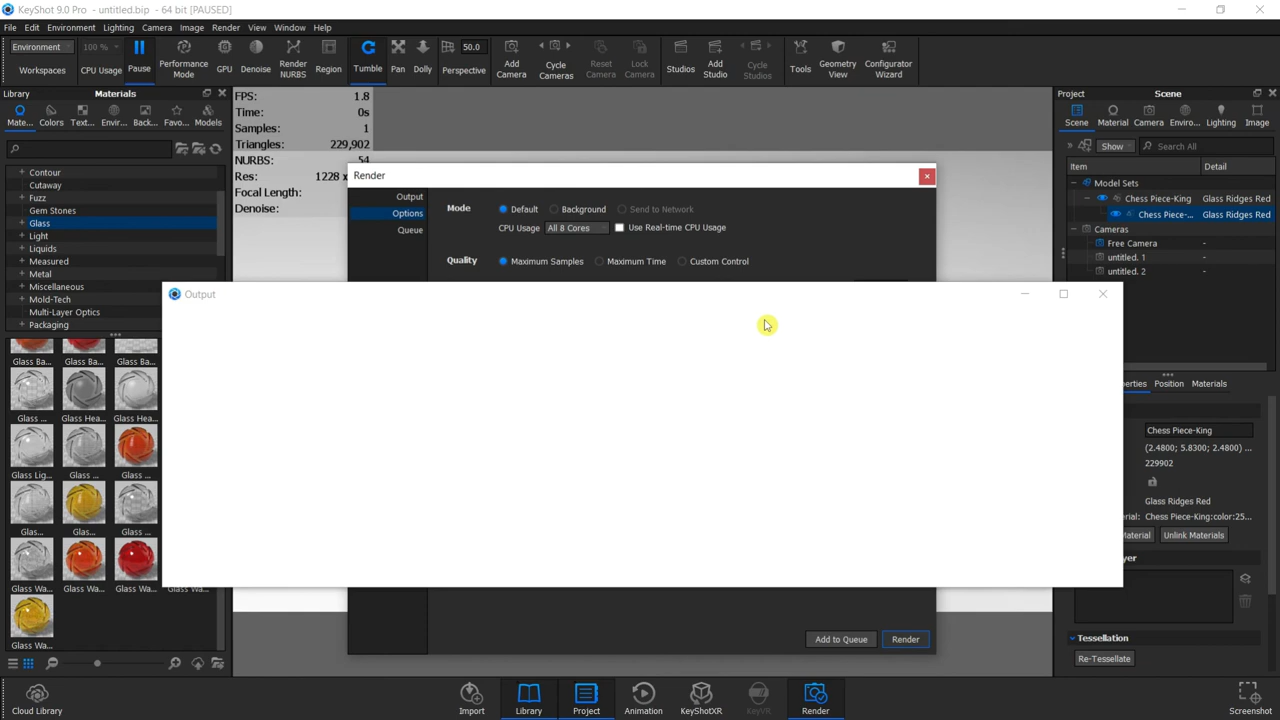 KeyShot 9.0 Pro - untitled.bip - 64 bit [PAUSED]
File Edit Environment Lighting Camera Image Render View Window Help
Environment 100 % 50.0
Workspaces CPU Usage Pause Performance Mode GPU Denoise Render NURBS Region Tumble Pan Dolly Perspective Add Camera Cycle Cameras Reset Camera Lock Camera Studios Add Studio Cycle Studios Tools Geometry View Configurator Wizard
Library Materials
Mate... Colors Text... Envir... Back... Favo... Models
Contour
Cutaway
Fuzz
Gem Stones
Glass
Light
Liquids
Measured
Metal
Miscellaneous
Mold-Tech
Multi-Layer Optics
Packaging
Glass Ba... Glass Ba... Glass Ba...
Glass ... Glass Hea... Glass Hea...
Glass Lig... Glass ... Glass ...
Glas... Glass ... Glass ...
Glass Wa... Glass Wa... Glass Wa... Glass Wa...
Glass Wa...
FPS: 1.8
Time: 0s
Samples: 1
Triangles: 229,902
NURBS: 54
Res: 1228 x
Focal Length:
Denoise:
Render
Output
Options
Queue
Mode Default Background Send to Network
CPU Usage All 8 Cores Use Real-time CPU Usage
Quality Maximum Samples Maximum Time Custom Control
Output
Add to Queue Render
Project Scene
Scene Material Camera Enviro... Lighting Image
Show Search All
Item Detail
Model Sets
Chess Piece-King Glass Ridges Red
Chess Piece-... Glass Ridges Red
Cameras
Free Camera -
untitled. 1 -
untitled. 2 -
erties Position Materials
Chess Piece-King
(2.4800; 5.8300; 2.4800) ...
229902
Glass Ridges Red
ial: Chess Piece-King:color:25...
Material Unlink Materials
yer
Tessellation
Re-Tessellate
Cloud Library Import Library Project Animation KeyShotXR KeyVR Render Screenshot